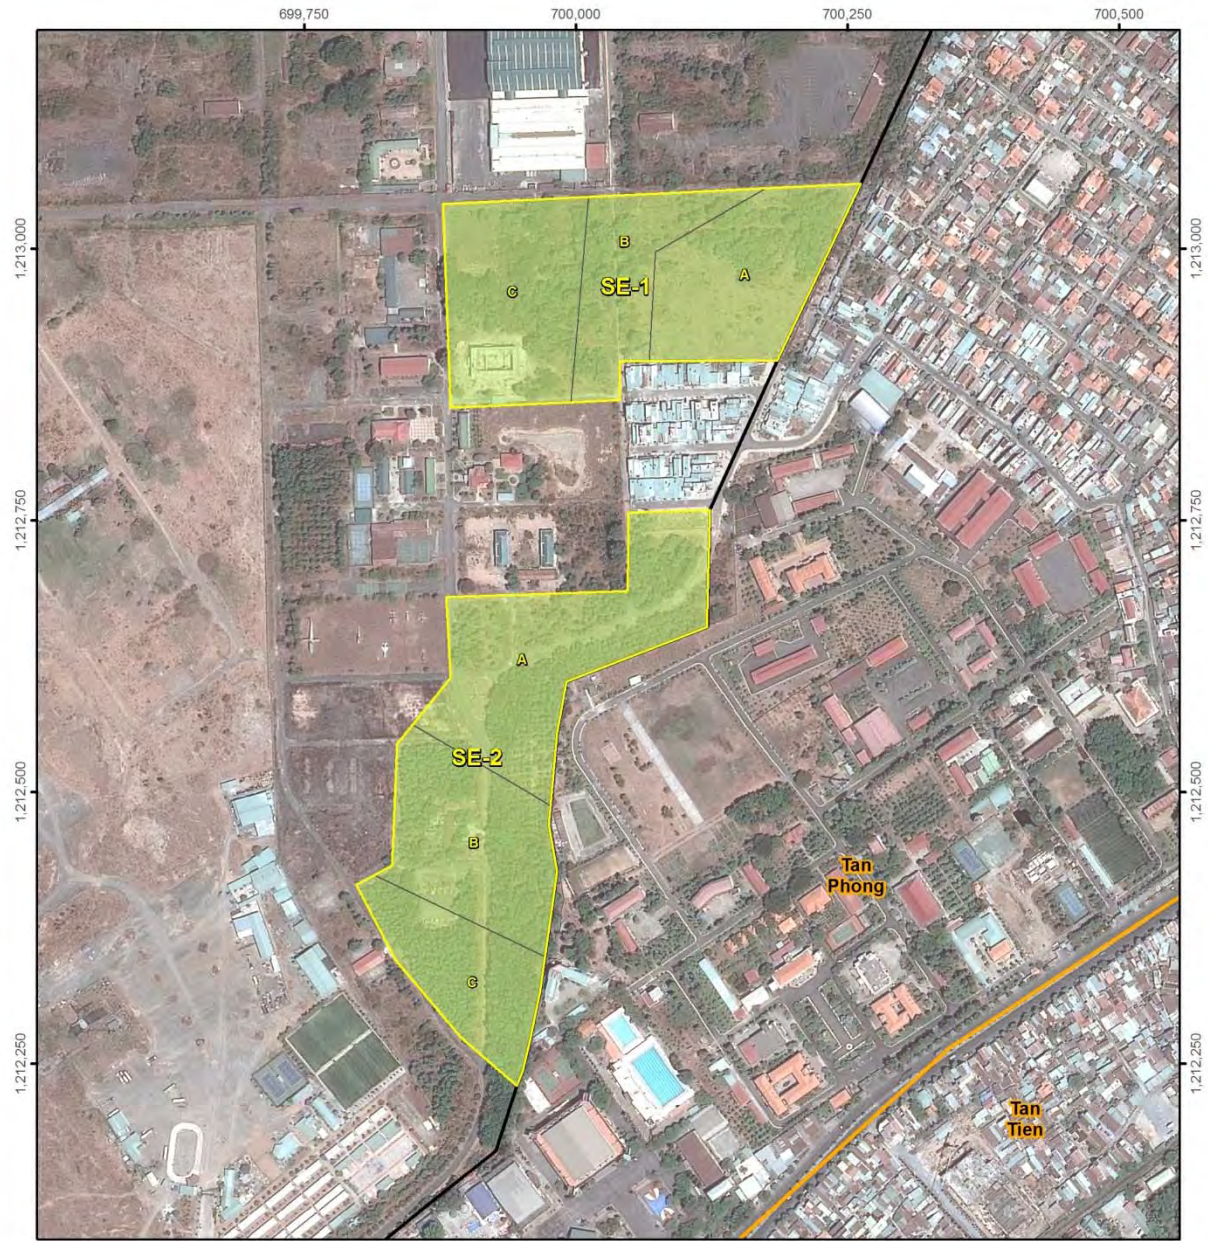 699,750
700,000
700,250
700,500
1,213,000
1,213,000
B
A
C
SE-1
1,212,750
1,212,750
A
SE-2
1,212,500
1,212,500
B
Tan
Phong
C
1,212,250
1,212,250
Tan
Tien